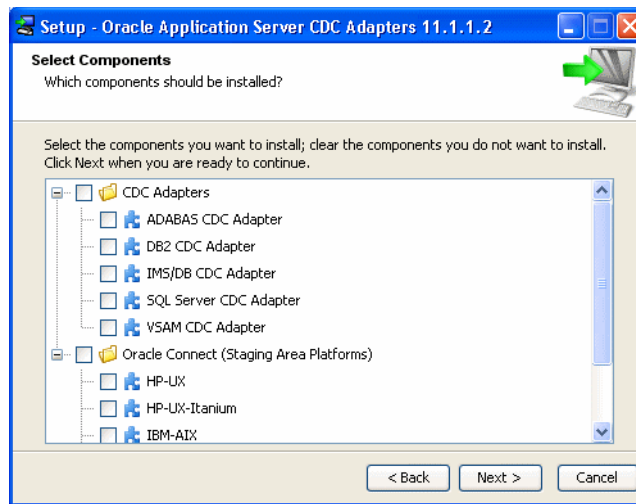 Setup - Oracle Application Server CDC Adapters 11.1.1.2
Select Components
Which components should be installed?
Select the components you want to install; clear the components you do not want to install.
Click Next when you are ready to continue.
CDC Adapters
ADABAS CDC Adapter
DB2 CDC Adapter
IMS/DB CDC Adapter
SQL Server CDC Adapter
VSAM CDC Adapter
Oracle Connect (Staging Area Platforms)
HP-UX
HP-UX-Itanium
IBM-AIX
< Back Next > Cancel